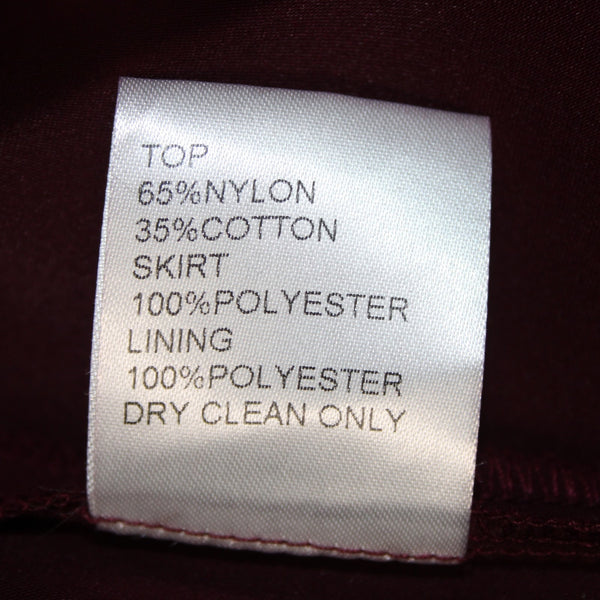 TOP
65%NYLON
35%COTTON
SKIRT
100%POLYESTER
LINING
100%POLYESTER
DRY CLEAN ONLY